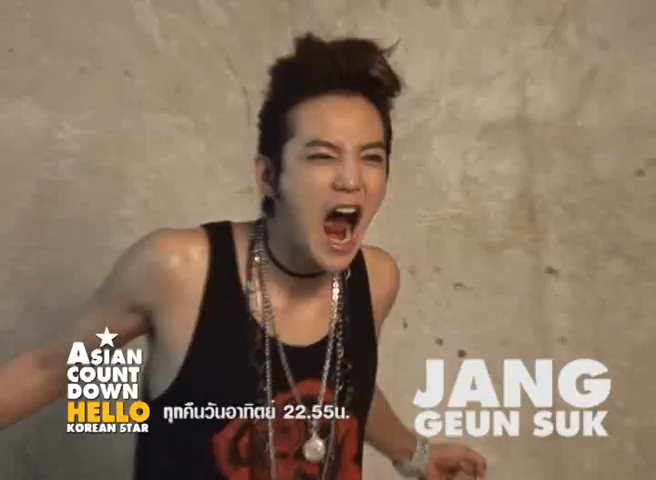 ASIAN
COUNT
DOWN
HELLO
KOREAN STAR
ทุกคืนวันอาทิตย์ 22.55น.
JANG
GEUN SUK